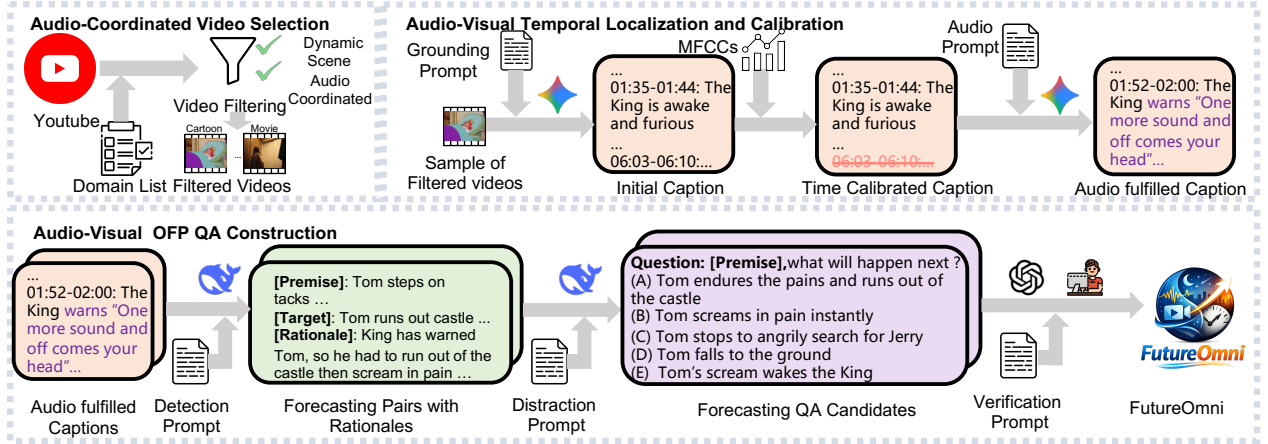 Audio-Coordinated Video Selection
Dynamic
Scene
Audio
Coordinated
Youtube
Video Filtering
Cartoon
Movie
...
Domain List
Filtered Videos
Audio-Visual Temporal Localization and Calibration
Grounding
Prompt
MFCCs
Audio
Prompt
Sample of
Filtered videos
...
01:35-01:44: The
King is awake
and furious
...
06:03-06:10:...
Initial Caption
...
01:35-01:44: The
King is awake
and furious
...
06:03-06:10:...
Time Calibrated Caption
...
01:52-02:00: The
King warns “One
more sound and
off comes your
head”...
Audio fulfilled Caption
Audio-Visual OFP QA Construction
...
01:52-02:00: The
King warns “One
more sound and
off comes your
head”...
Audio fulfilled
Captions
Detection
Prompt
[Premise]: Tom steps on
tacks ...
[Target]: Tom runs out castle ...
[Rationale]: King has warned
Tom, so he had to run out of the
castle then scream in pain ...
Forecasting Pairs with
Rationales
Distraction
Prompt
Question: [Premise],what will happen next ?
(A) Tom endures the pains and runs out of
the castle
(B) Tom screams in pain instantly
(C) Tom stops to angrily search for Jerry
(D) Tom falls to the ground
(E) Tom’s scream wakes the King
Forecasting QA Candidates
Verification
Prompt
FutureOmni
FutureOmni